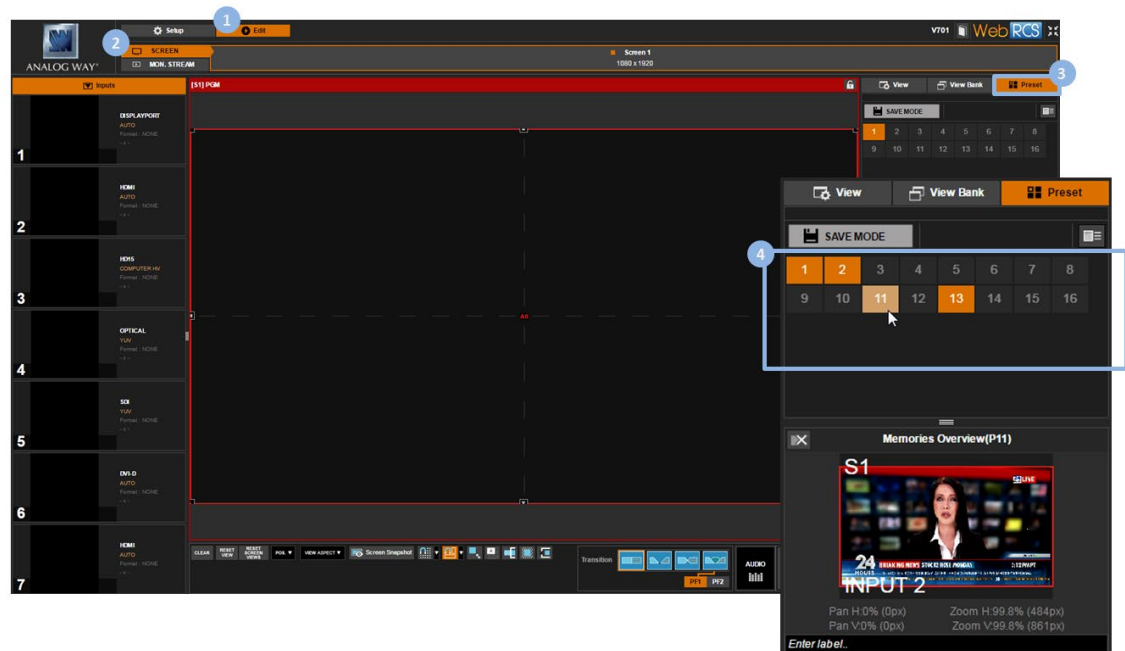 1
Setup
Edit
V701
Web RCS
2
SCREEN
Screen 1
ANALOG WAY®
MON. STREAM
1080 x 1920
3
Inputs
[S1] PGM
View
View Bank
Preset
SAVE MODE
1 2 3 4 5 6 7 8
9 10 11 12 13 14 15 16
DISPLAYPORT
AUTO
Format : NONE
1
HDMI
AUTO
Format : NONE
2
HD15
COMPUTER HV
Format : NONE
3
OPTICAL
YUV
Format : NONE
4
SDI
YUV
Format : NONE
5
DVI-D
AUTO
Format : NONE
6
HDMI
AUTO
Format : NONE
7
All
CLEAR
RESET VIEW
RESET SCREEN VIEWS
POS.
VIEW ASPECT
Screen Snapshot
Transition
PF1
PF2
AUDIO
View
View Bank
Preset
SAVE MODE
4
1 2 3 4 5 6 7 8
9 10 11 12 13 14 15 16
Memories Overview(P11)
S1
LIVE
24
HOURS
BREAKING NEWS
INPUT 2
Pan H:0% (0px) Zoom H:99.8% (484px)
Pan V:0% (0px) Zoom V:99.8% (861px)
Enter label..